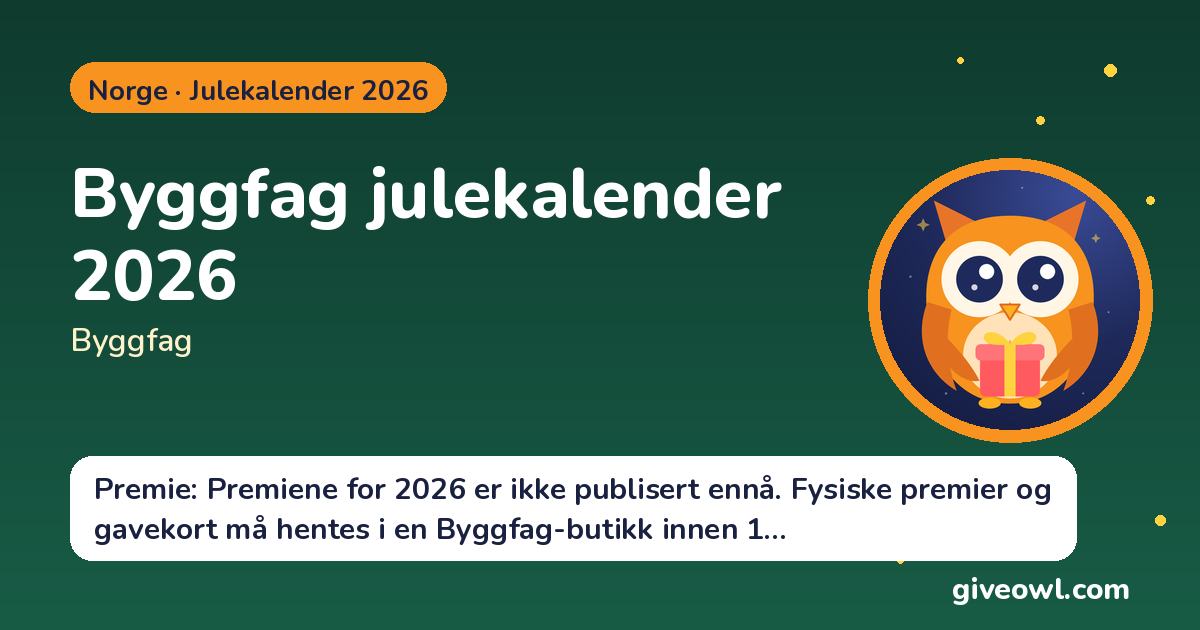 Norge · Julekalender 2026
Byggfag julekalender
2026
Byggfag
Premie: Premiene for 2026 er ikke publisert ennå. Fysiske premier og
gavekort må hentes i en Byggfag-butikk innen 1...
giveowl.com